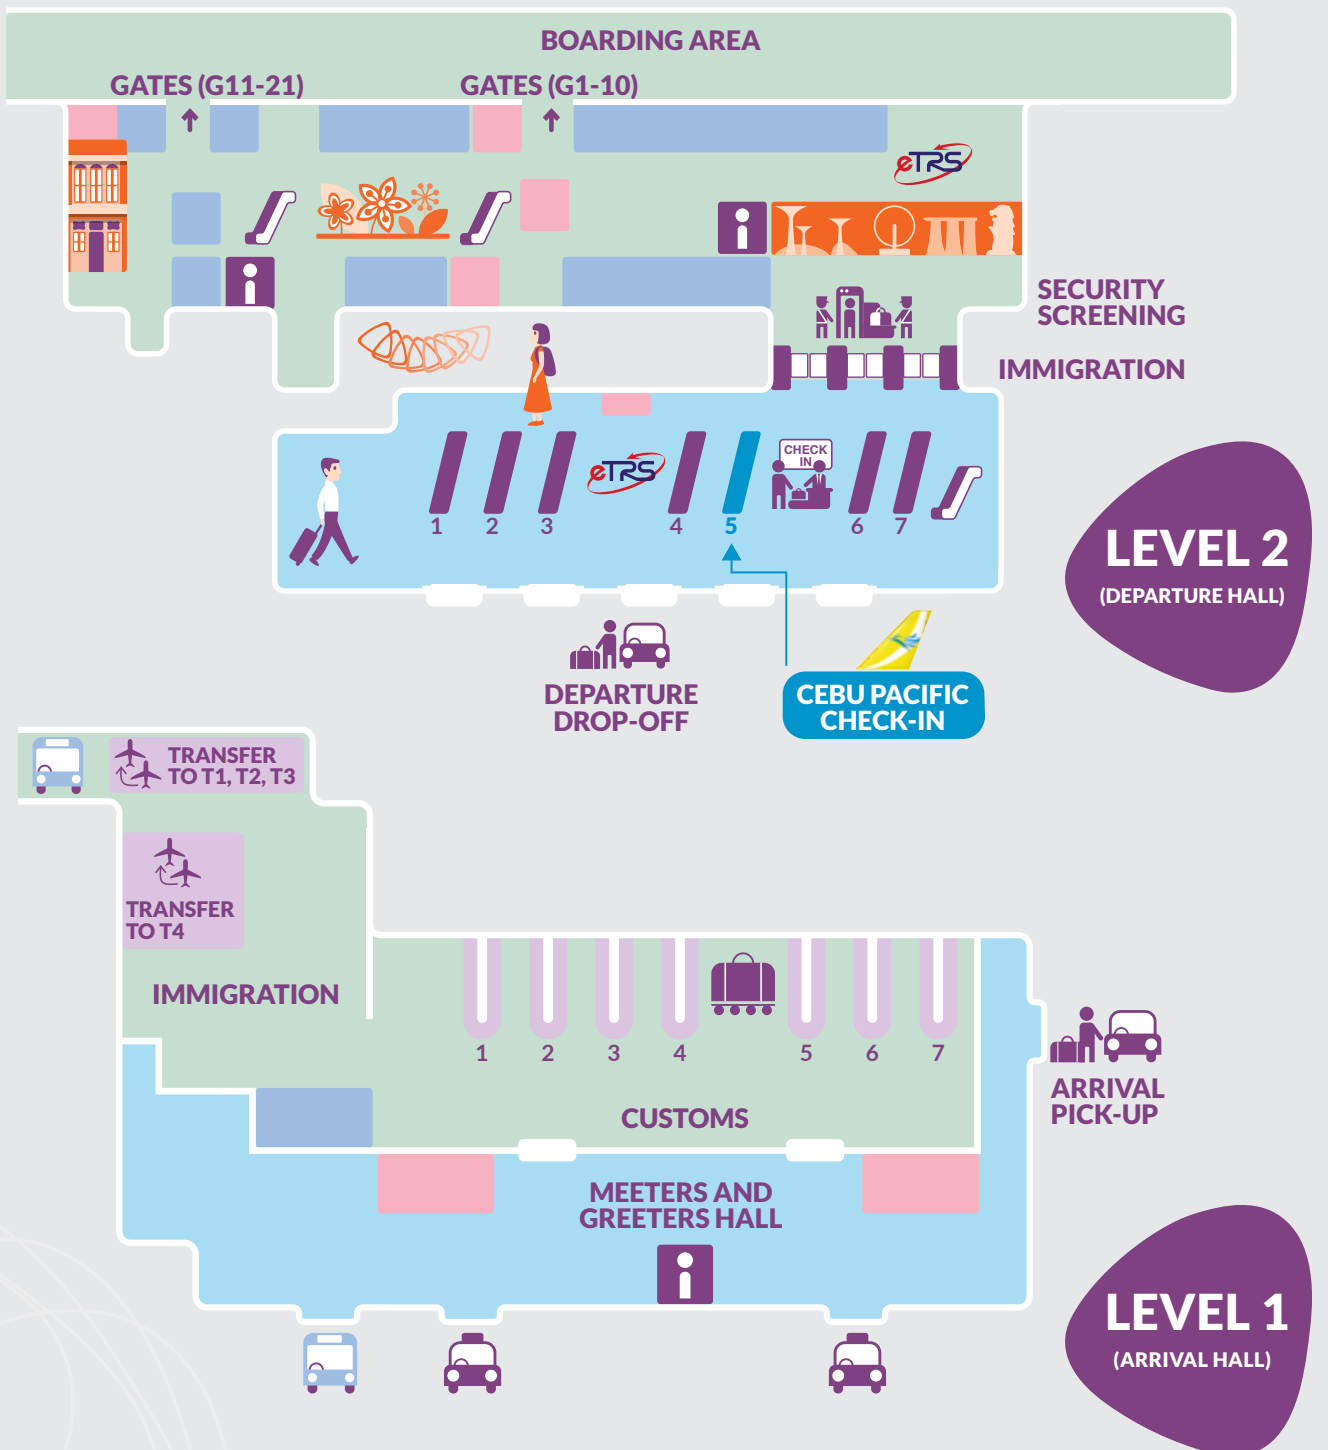 BOARDING AREA
GATES (G11-21)
GATES (G1-10)
eTRS
SECURITY
SCREENING
IMMIGRATION
eTRS
CHECK
IN
1
2
3
4
5
6
7
LEVEL 2
(DEPARTURE HALL)
DEPARTURE
DROP-OFF
CEBU PACIFIC
CHECK-IN
TRANSFER
TO T1, T2, T3
TRANSFER
TO T4
IMMIGRATION
1
2
3
4
5
6
7
ARRIVAL
PICK-UP
CUSTOMS
MEETERS AND
GREETERS HALL
LEVEL 1
(ARRIVAL HALL)